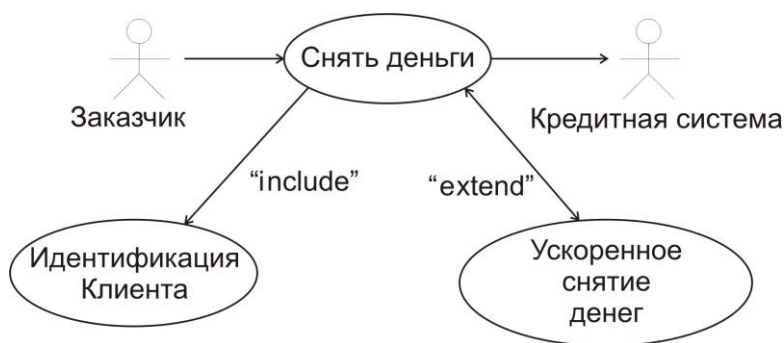 Снять деньги
Заказчик
Кредитная система
“include”
“extend”
Идентификация
Клиента
Ускоренное
снятие
денег